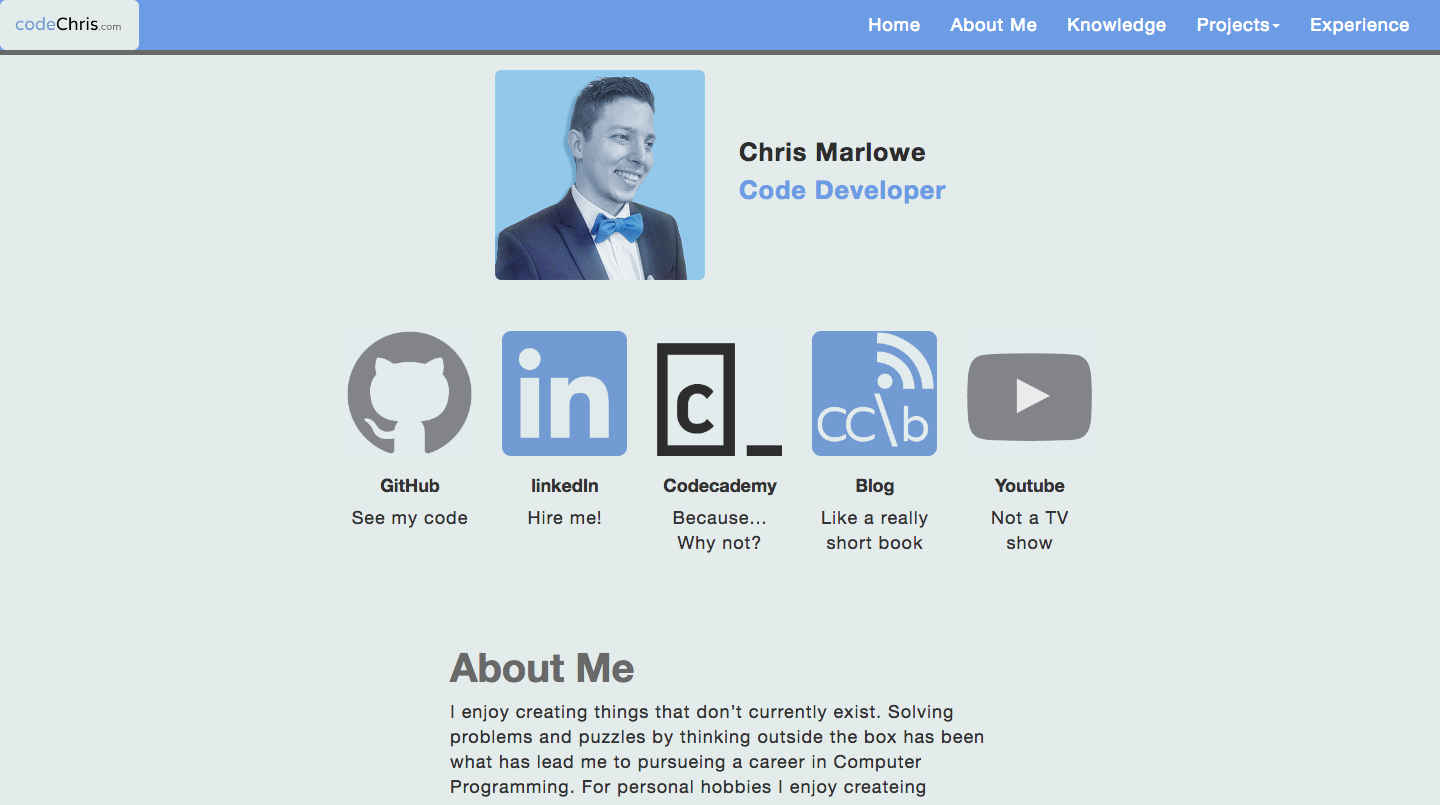 codeChris.com
Home
About Me
Knowledge
Projects
Experience
Chris Marlowe
Code Developer
in
c_
CC\b
GitHub
linkedIn
Codecademy
Blog
Youtube
See my code
Hire me!
Because...
Why not?
Like a really
short book
Not a TV
show
About Me
I enjoy creating things that don’t currently exist. Solving
problems and puzzles by thinking outside the box has been
what has lead me to pursueing a career in Computer
Programming. For personal hobbies I enjoy createing